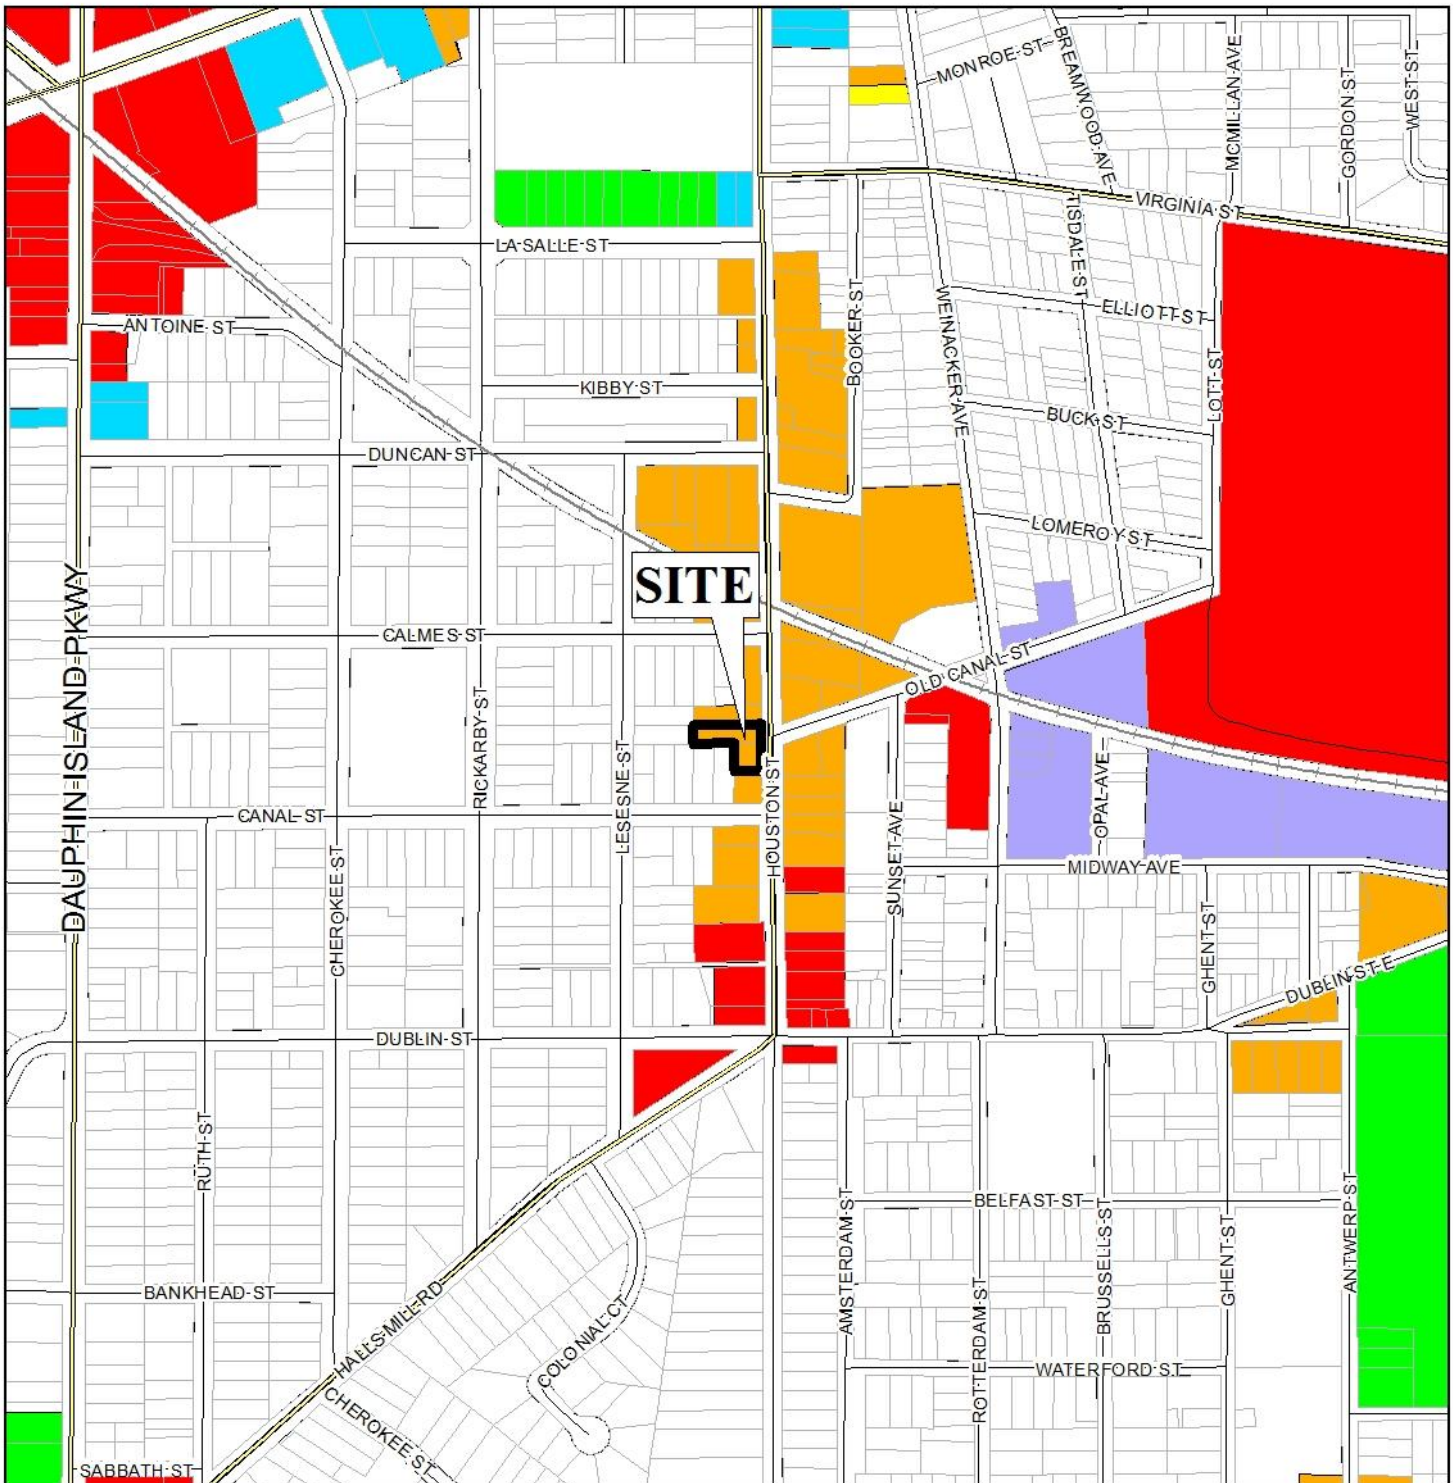 MONROE ST
BREAMWOOD AVE
MCMILLAN AVE
GORDON ST
WEST ST
VIRGINIA ST
LA SALLE ST
TISDALE ST
ELLIOTT ST
WEINACKER AVE
BOOKER ST
ANTOINE ST
LOTT ST
KIBBY ST
BUCK ST
DUNCAN ST
LOMEROY ST
SITE
DAUPHIN ISLAND PKWY
CALMES ST
OLD CANAL ST
RICKARBY ST
LESESNE ST
HOUSTON ST
OPAL AVE
CANAL ST
SUNSET AVE
CHEROKEE ST
MIDWAY AVE
GHENT ST
DUBLIN ST E
DUBLIN ST
RUTH ST
AMSTERDAM ST
BELFAST ST
BRUSSELLS ST
GHENT ST
ANTWERP ST
BANKHEAD ST
HALLS MILL RD
COLONIAL CT
ROTTERDAM ST
WATERFORD ST
CHEROKEE ST
SABBATH ST